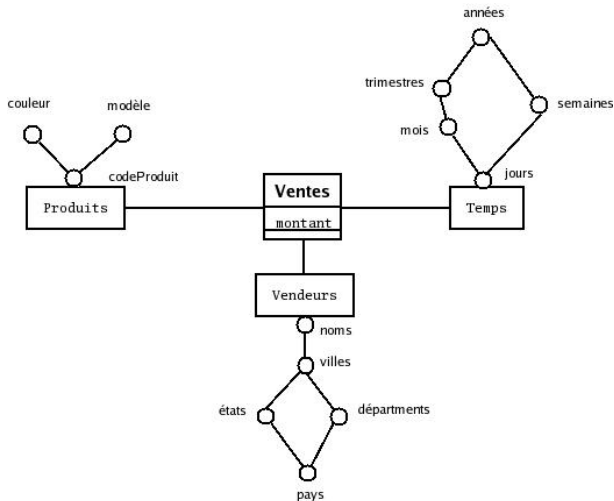 années
trimestres
semaines
mois
jours
couleur
modèle
codeProduit
Produits
Ventes
montant
Temps
Vendeurs
noms
villes
états
départments
pays